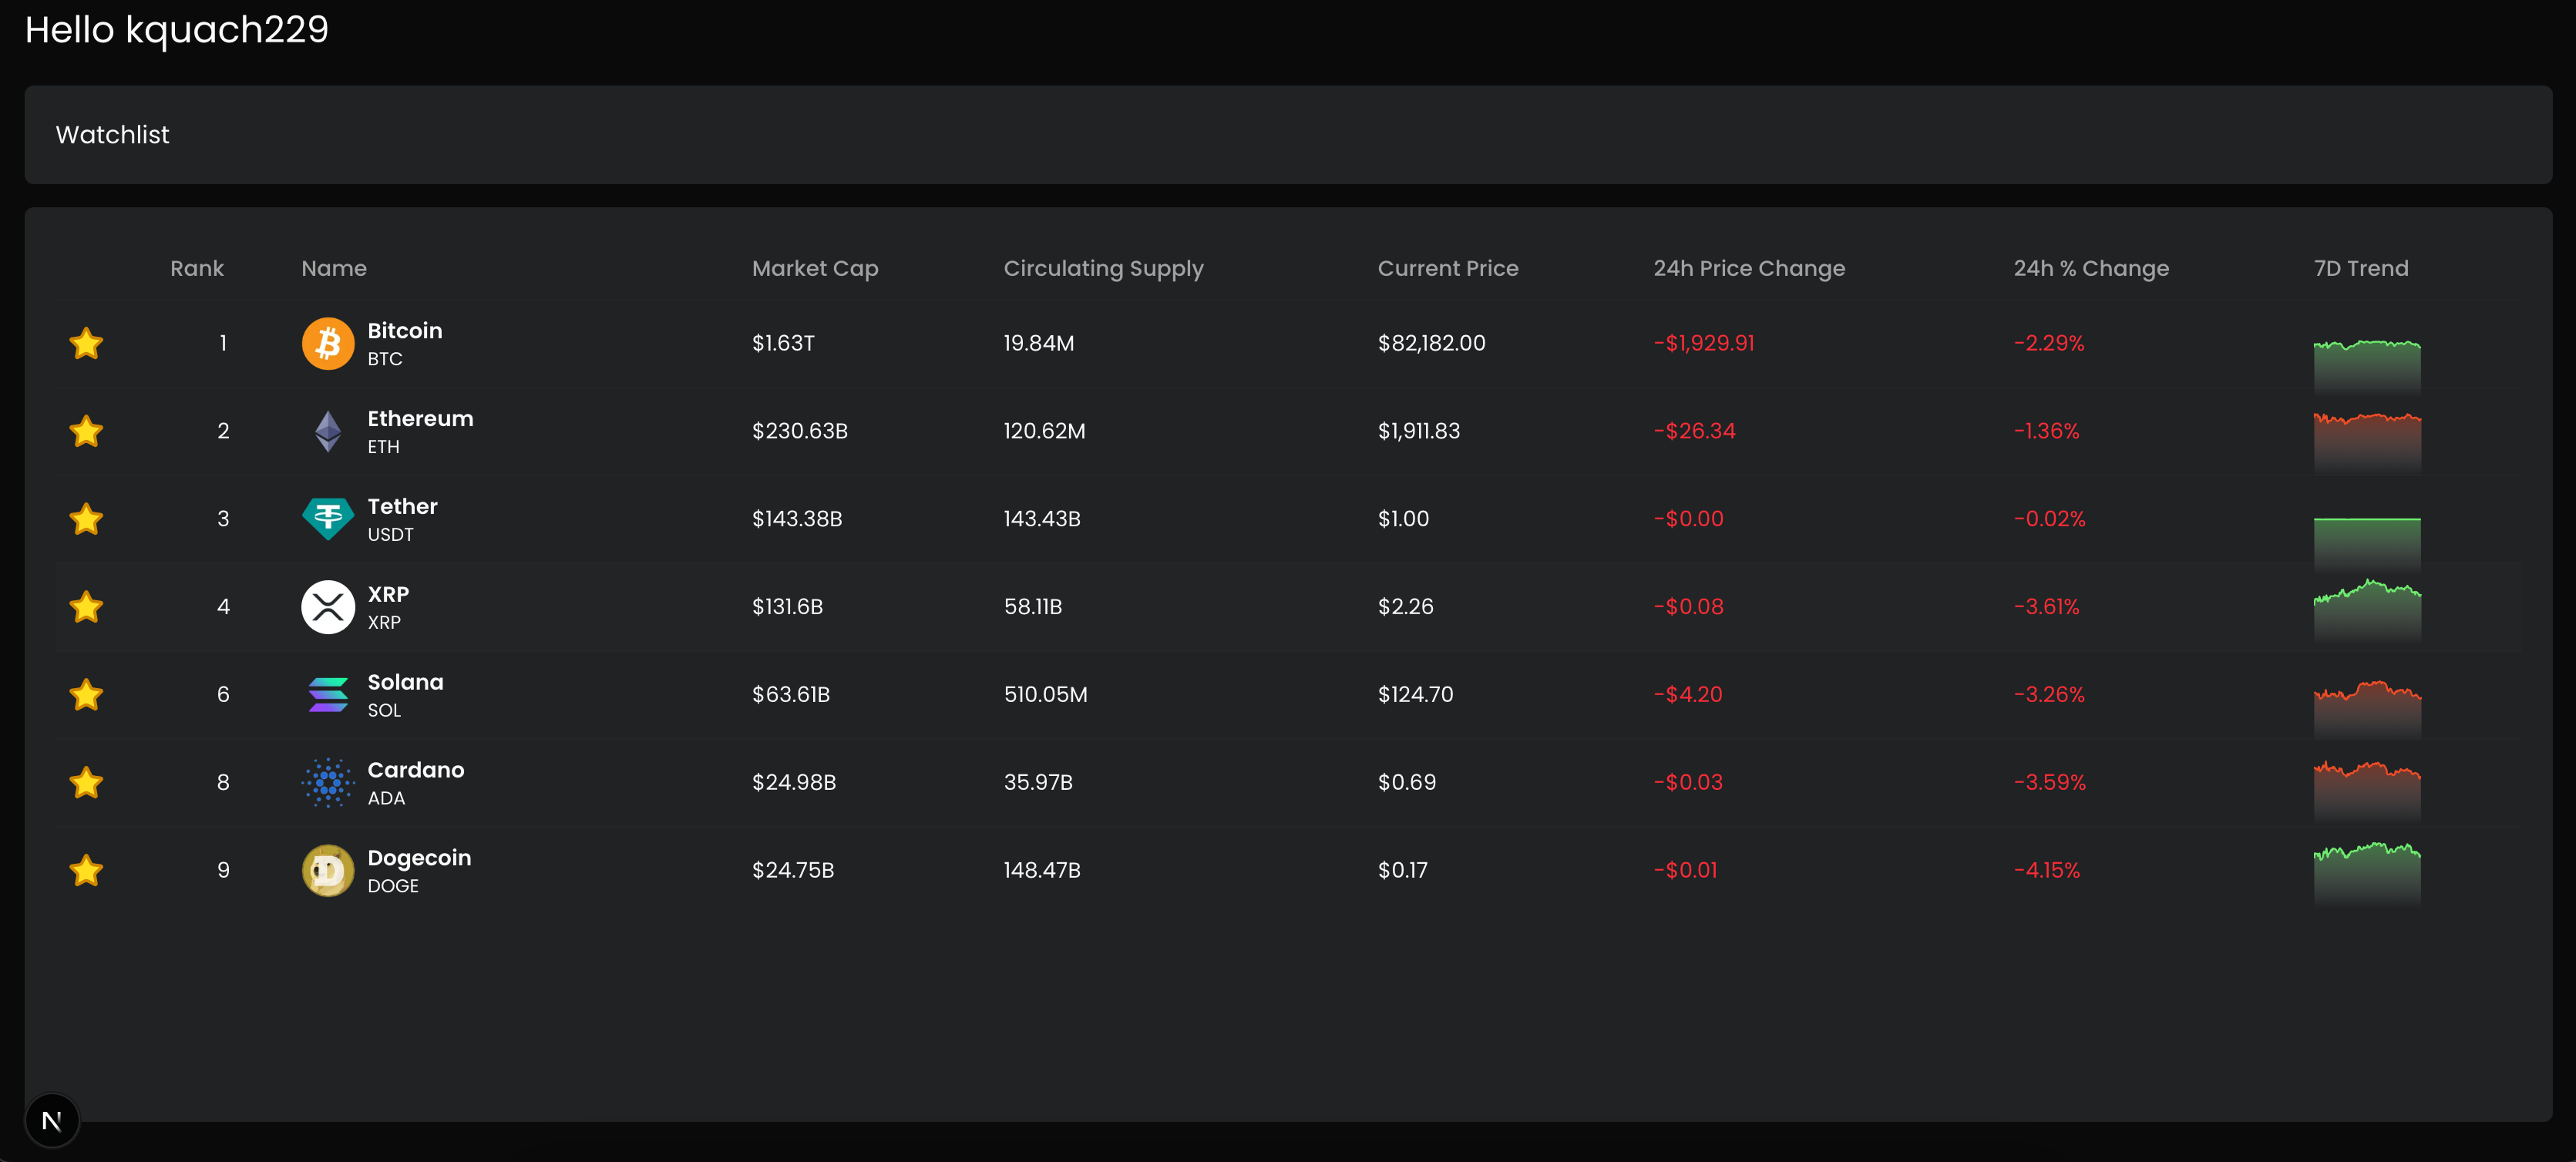 Hello kquach229
Watchlist
Rank Name Market Cap Circulating Supply Current Price 24h Price Change 24h % Change 7D Trend
1 Bitcoin BTC $1.63T 19.84M $82,182.00 -$1,929.91 -2.29%
2 Ethereum ETH $230.63B 120.62M $1,911.83 -$26.34 -1.36%
3 Tether USDT $143.38B 143.43B $1.00 -$0.00 -0.02%
4 XRP XRP $131.6B 58.11B $2.26 -$0.08 -3.61%
6 Solana SOL $63.61B 510.05M $124.70 -$4.20 -3.26%
8 Cardano ADA $24.98B 35.97B $0.69 -$0.03 -3.59%
9 Dogecoin DOGE $24.75B 148.47B $0.17 -$0.01 -4.15%
N